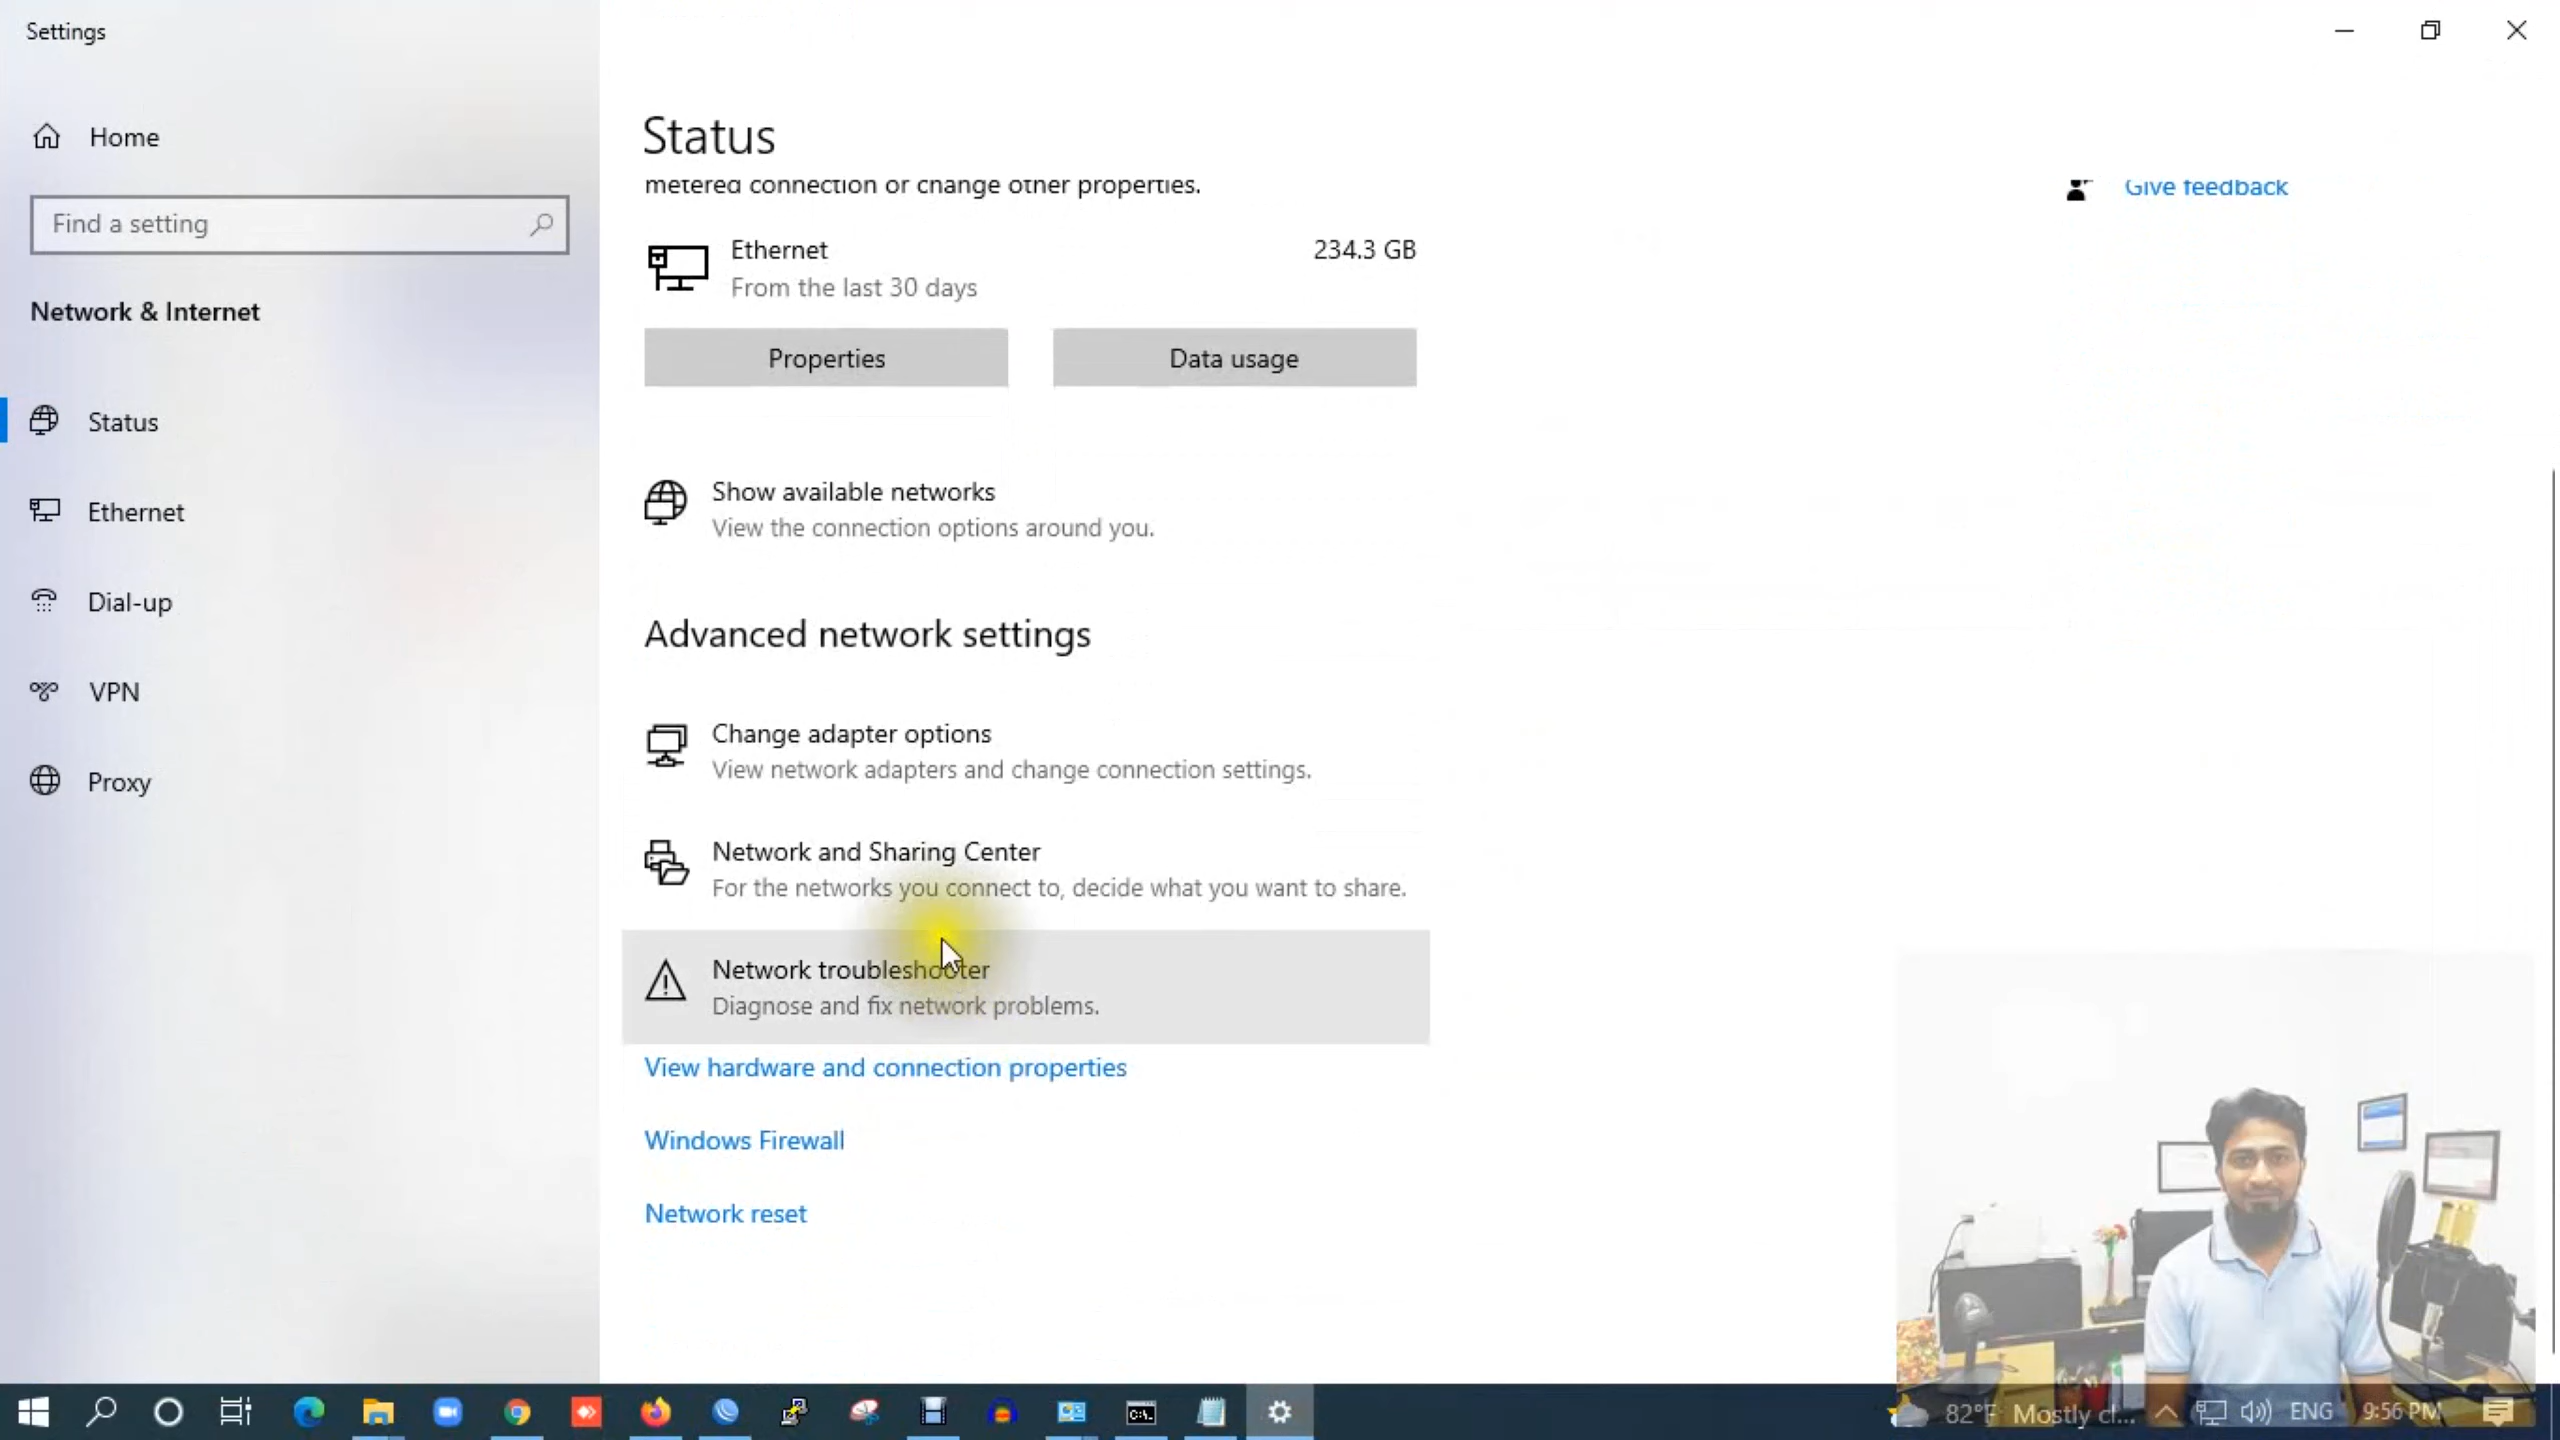 Settings
Home
Find a setting
Network & Internet
Status
Ethernet
Dial-up
VPN
Proxy
Status
metered connection or change other properties.
Give feedback
Ethernet
234.3 GB
From the last 30 days
Properties
Data usage
Show available networks
View the connection options around you.
Advanced network settings
Change adapter options
View network adapters and change connection settings.
Network and Sharing Center
For the networks you connect to, decide what you want to share.
Network troubleshooter
Diagnose and fix network problems.
View hardware and connection properties
Windows Firewall
Network reset
82°F Mostly cl...
ENG
9:56 PM